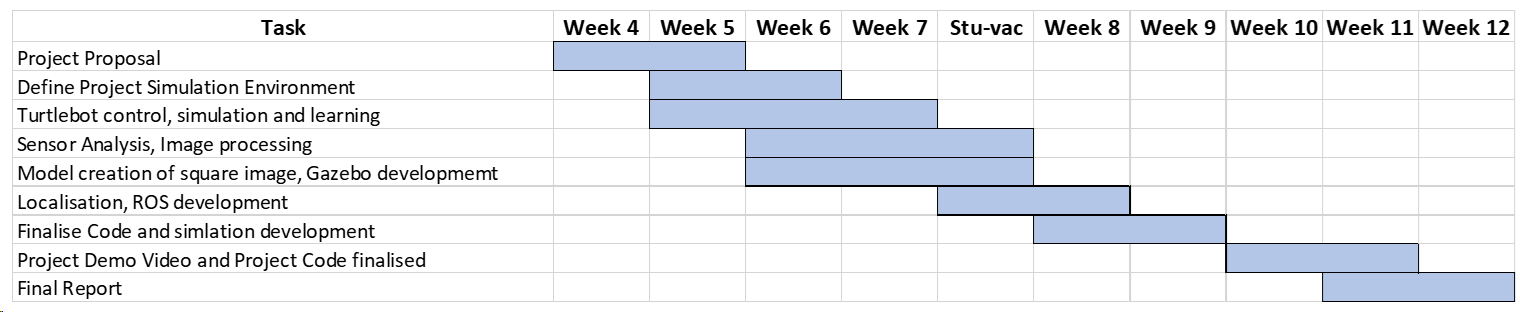 Task Week 4 Week 5 Week 6 Week 7 Stu-vac Week 8 Week 9 Week 10 Week 11 Week 12
Project Proposal
Define Project Simulation Environment
Turtlebot control, simulation and learning
Sensor Analysis, Image processing
Model creation of square image, Gazebo developmemt
Localisation, ROS development
Finalise Code and simlation development
Project Demo Video and Project Code finalised
Final Report